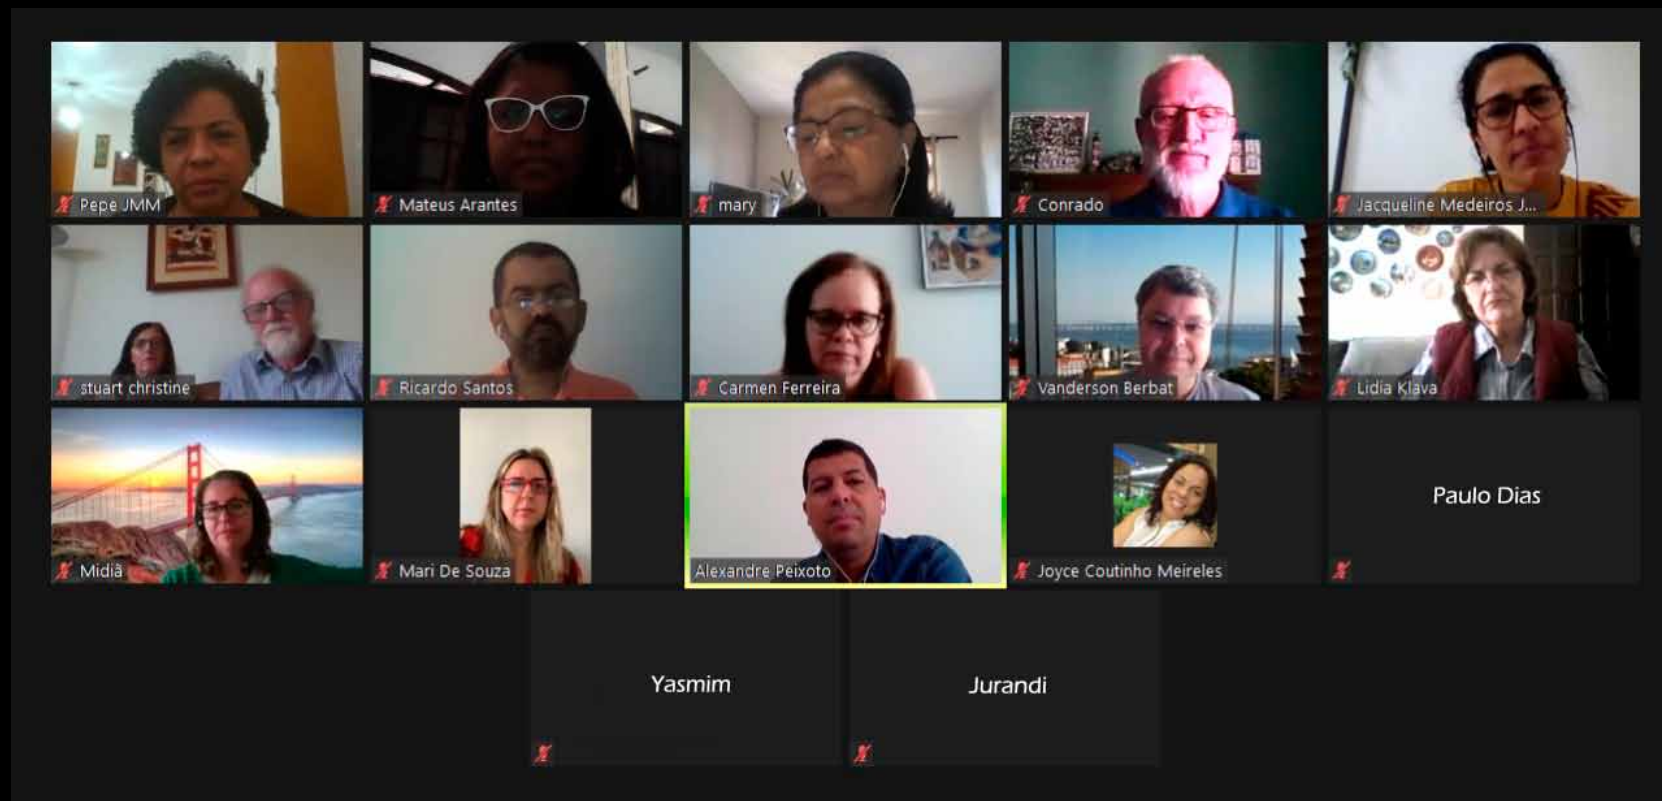 Pepe JMM
Mateus Arantes
mary
Conrado
Jacqueline Medeiros J...
stuart christine
Ricardo Santos
Carmen Ferreira
Vanderson Berbat
Lidia Klava
Midiã
Mari De Souza
Alexandre Peixoto
Joyce Coutinho Meireles
Paulo Dias
Yasmim
Jurandi